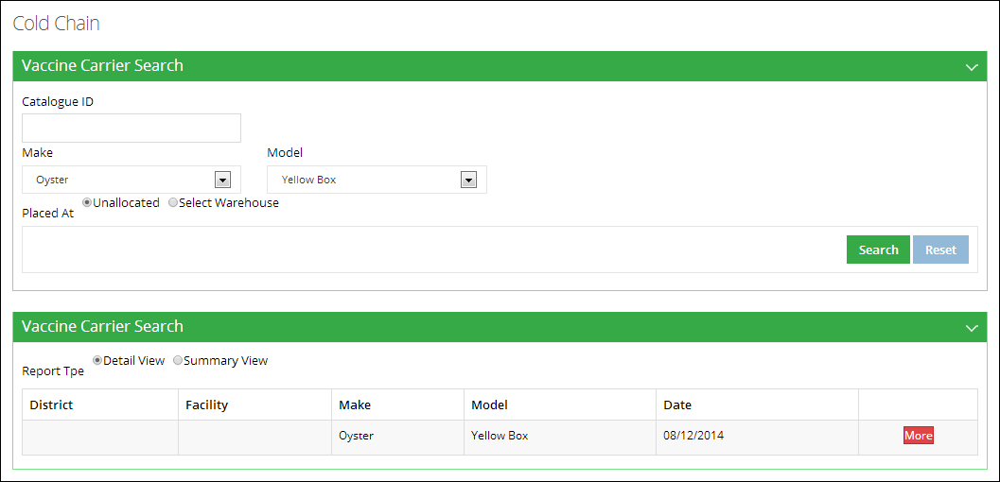 Cold Chain
Vaccine Carrier Search
Catalogue ID
Make Model
Oyster Yellow Box
Placed At Unallocated Select Warehouse
Search Reset
Vaccine Carrier Search
Report Tpe Detail View Summary View
District Facility Make Model Date
Oyster Yellow Box 08/12/2014 More